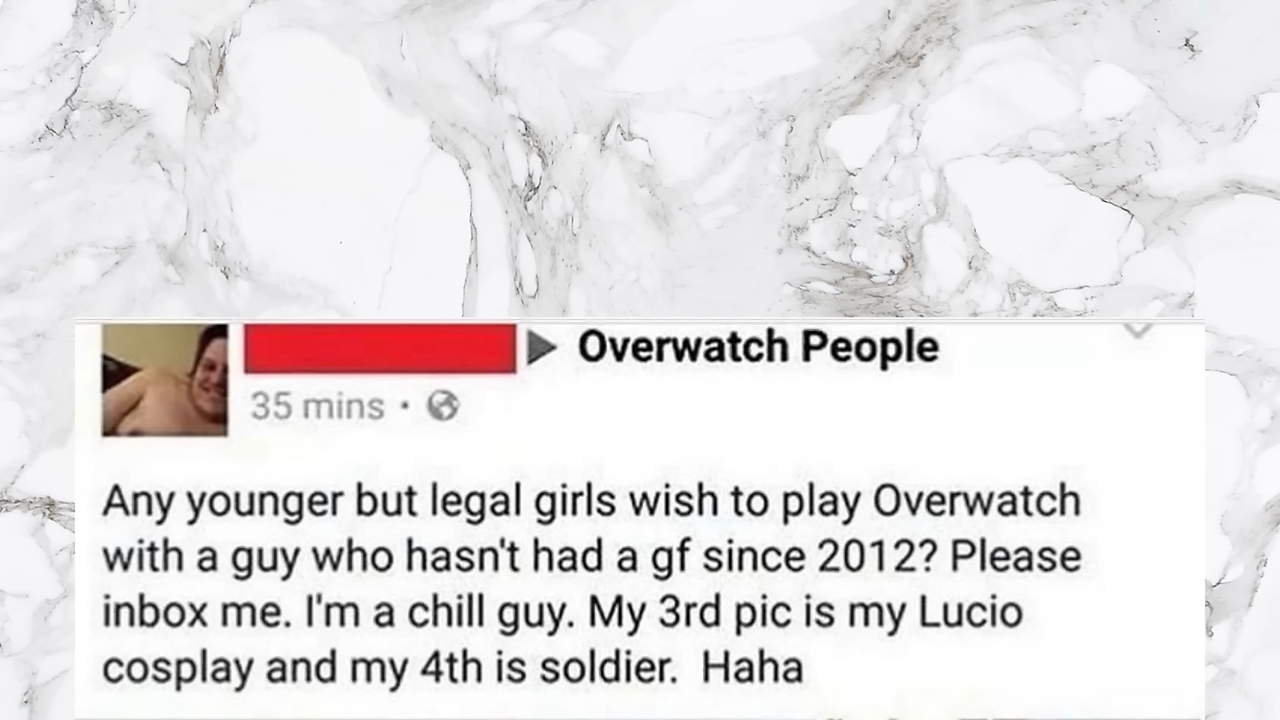 Overwatch People
35 mins ·
Any younger but legal girls wish to play Overwatch
with a guy who hasn't had a gf since 2012? Please
inbox me. I'm a chill guy. My 3rd pic is my Lucio
cosplay and my 4th is soldier.  Haha